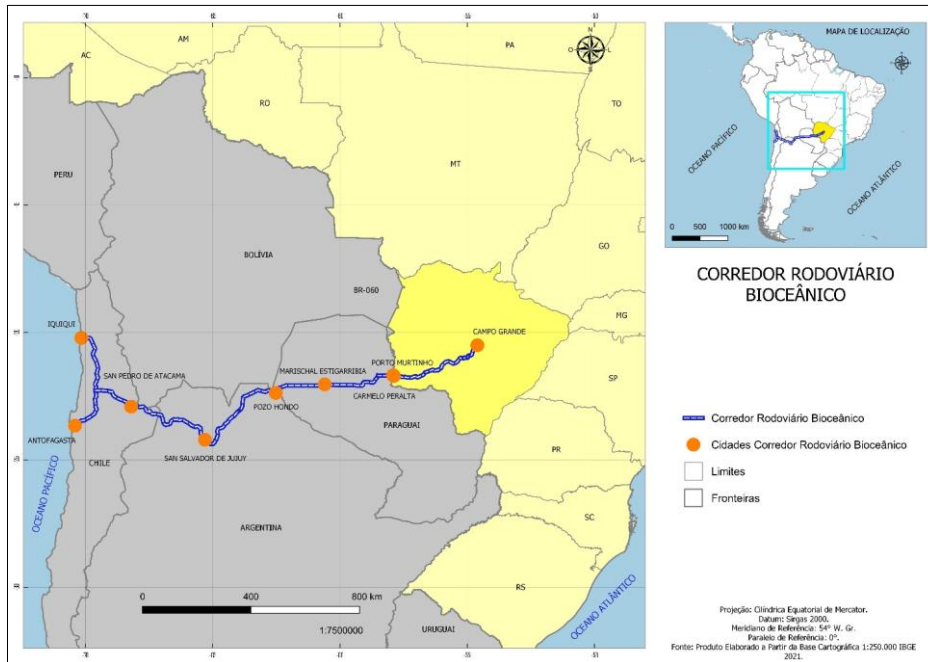 AM
PA
AC
RO
TO
MT
PERU
BOLÍVIA
GO
BR-060
MG
IQUIQUI
CAMPO GRANDE
SAN PEDRO DE ATACAMA
MARISCHAL ESTIGARRIBIA
PORTO MURTINHO
SP
POZO HONDO
CARMELO PERALTA
ANTOFAGASTA
PARAGUAI
SAN SALVADOR DE JUJUY
CHILE
PR
OCEANO PACÍFICO
SC
ARGENTINA
RS
OCEANO ATLÂNTICO
0 400 800 km
1:7500000
URUGUAI
N
O
L
S
MAPA DE LOCALIZAÇÃO
OCEANO PACÍFICO
OCEANO ATLÂNTICO
0 500 1000 km
CORREDOR RODOVIÁRIO
BIOCEÂNICO
Corredor Rodoviário Bioceânico
Cidades Corredor Rodoviário Bioceânico
Limites
Fronteiras
Projeção: Cilíndrica Equatorial de Mercator.
Datum: Sirgas 2000.
Meridiano de Referência: 54° W. Gr.
Paralelo de Referência: 0°.
Fonte: Produto Elaborado a Partir da Base Cartográfica 1:250.000 IBGE
2021.